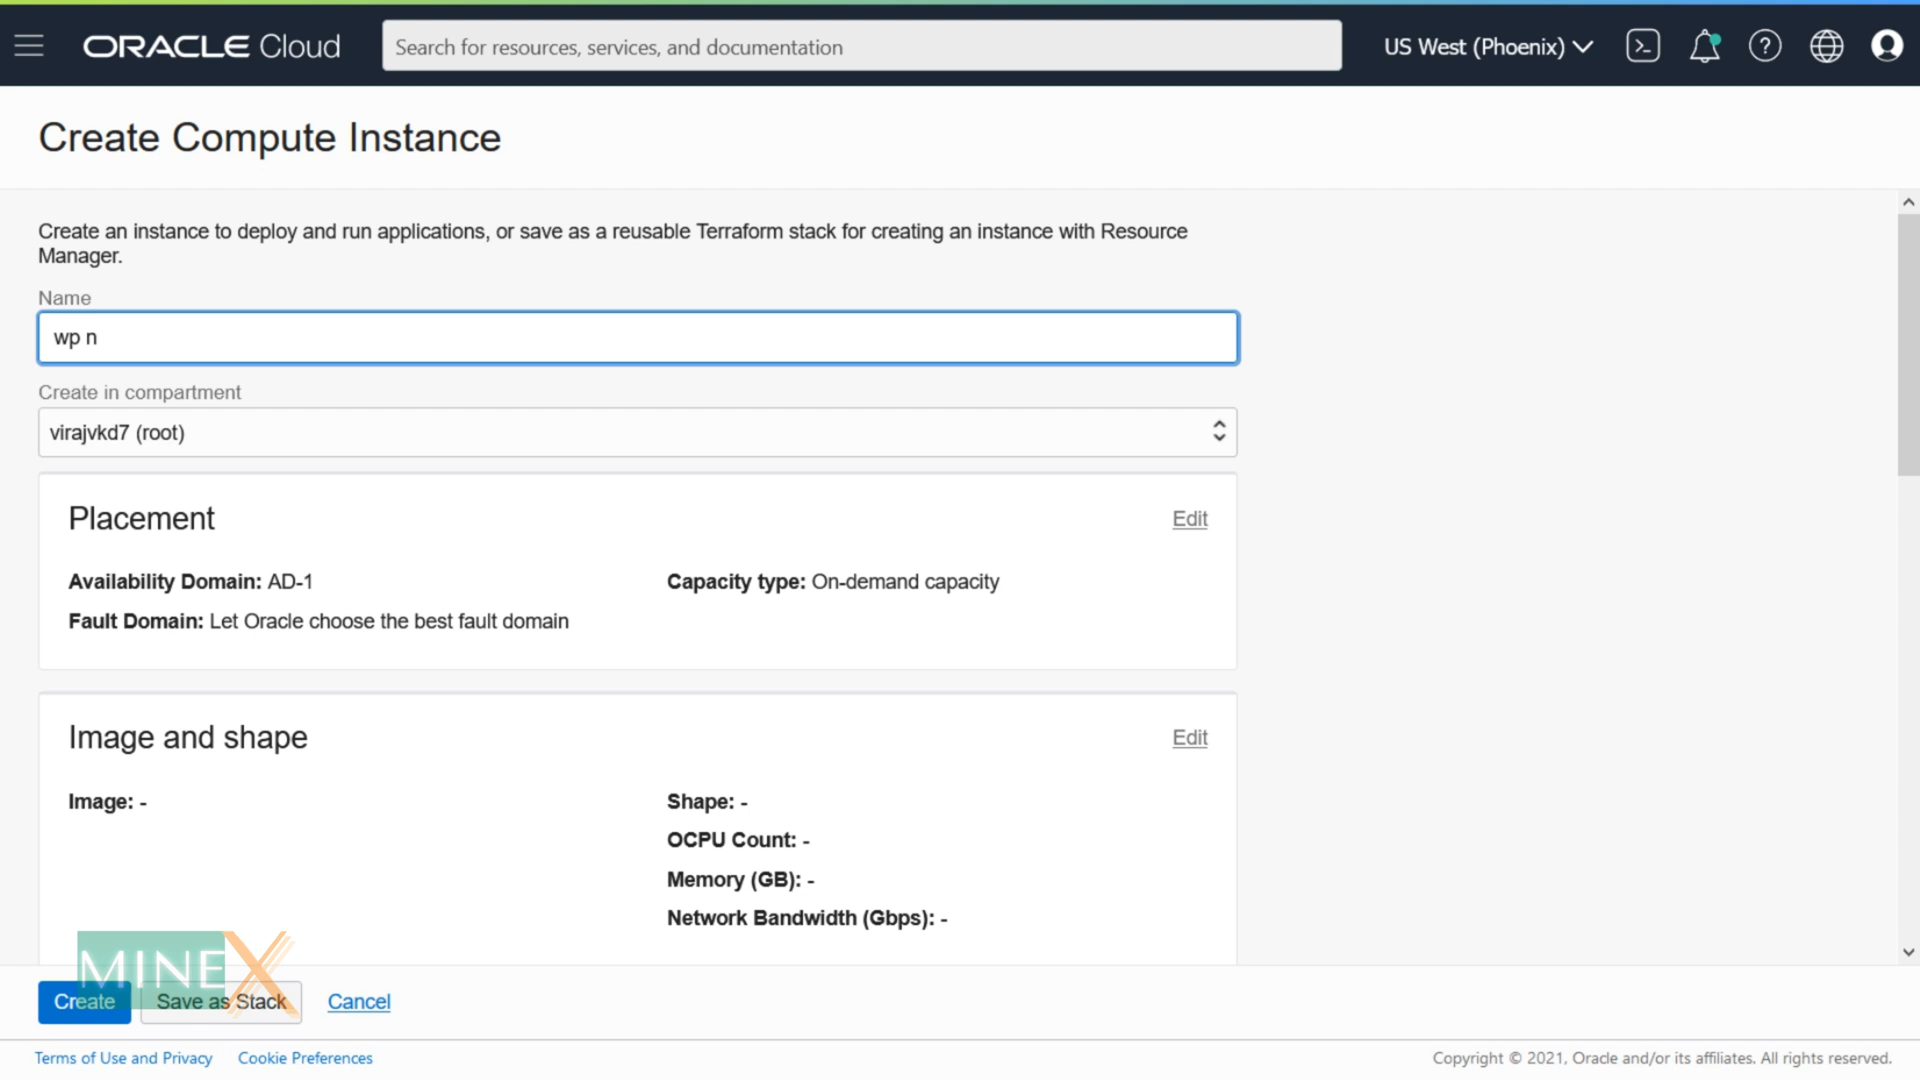 ORACLE Cloud
Search for resources, services, and documentation
US West (Phoenix)
Create Compute Instance
Create an instance to deploy and run applications, or save as a reusable Terraform stack for creating an instance with Resource
Manager.
Name
wp n
Create in compartment
virajvkd7 (root)
Placement
Edit
Availability Domain: AD-1
Capacity type: On-demand capacity
Fault Domain: Let Oracle choose the best fault domain
Image and shape
Edit
Image: -
Shape: -
OCPU Count: -
Memory (GB): -
Network Bandwidth (Gbps): -
MINEX
Create
Save as Stack
Cancel
Terms of Use and Privacy
Cookie Preferences
Copyright © 2021, Oracle and/or its affiliates. All rights reserved.